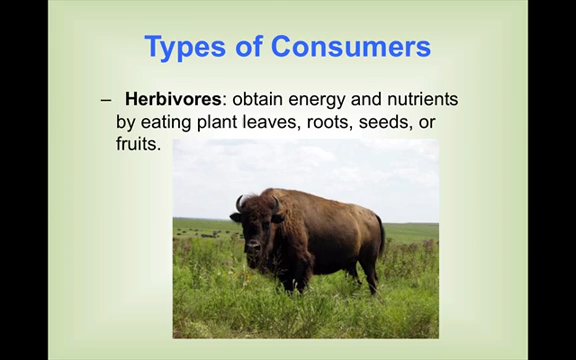 Types of Consumers
– Herbivores: obtain energy and nutrients
by eating plant leaves, roots, seeds, or
fruits.